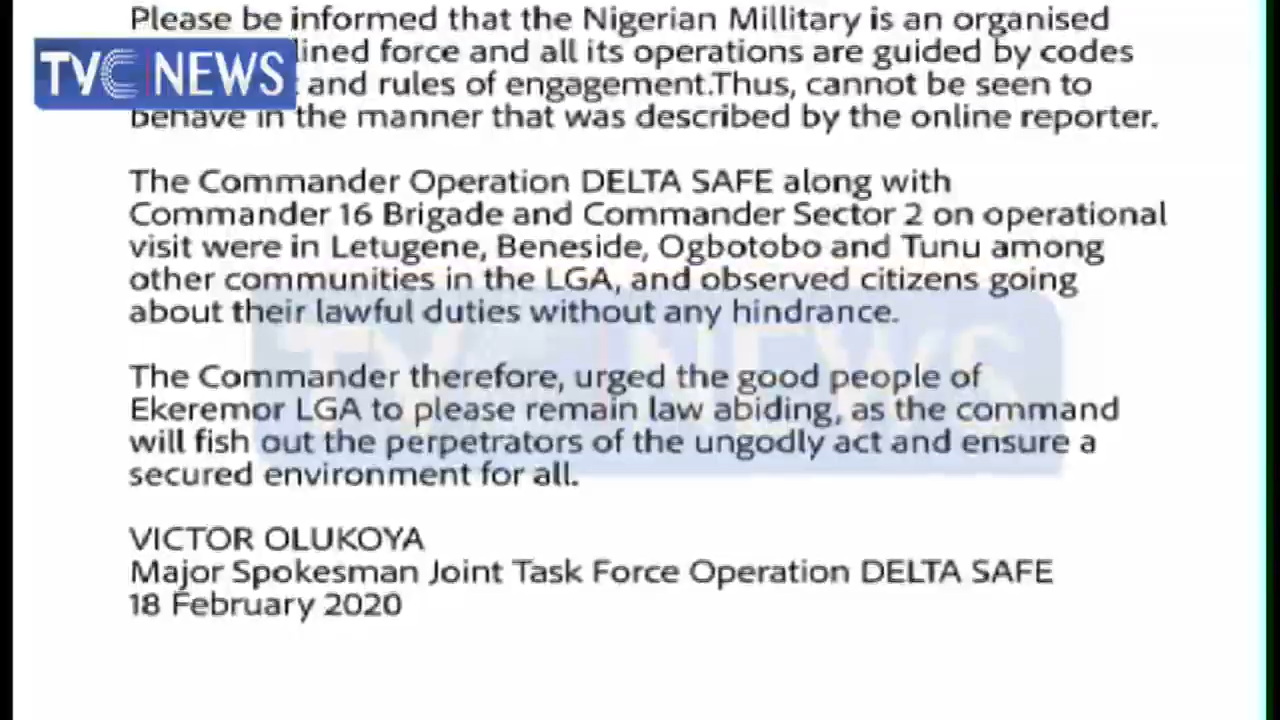 Please be informed that the Nigerian Millitary is an organised
TVC NEWS
lined force and all its operations are guided by codes
and rules of engagement.Thus, cannot be seen to
behave in the manner that was described by the online reporter.
The Commander Operation DELTA SAFE along with
Commander 16 Brigade and Commander Sector 2 on operational
visit were in Letugene, Beneside, Ogbotobo and Tunu among
other communities in the LGA, and observed citizens going
about their lawful duties without any hindrance.
TVC NEWS
The Commander therefore, urged the good people of
Ekeremor LGA to please remain law abiding, as the command
will fish out the perpetrators of the ungodly act and ensure a
secured environment for all.
VICTOR OLUKOYA
Major Spokesman Joint Task Force Operation DELTA SAFE
18 February 2020